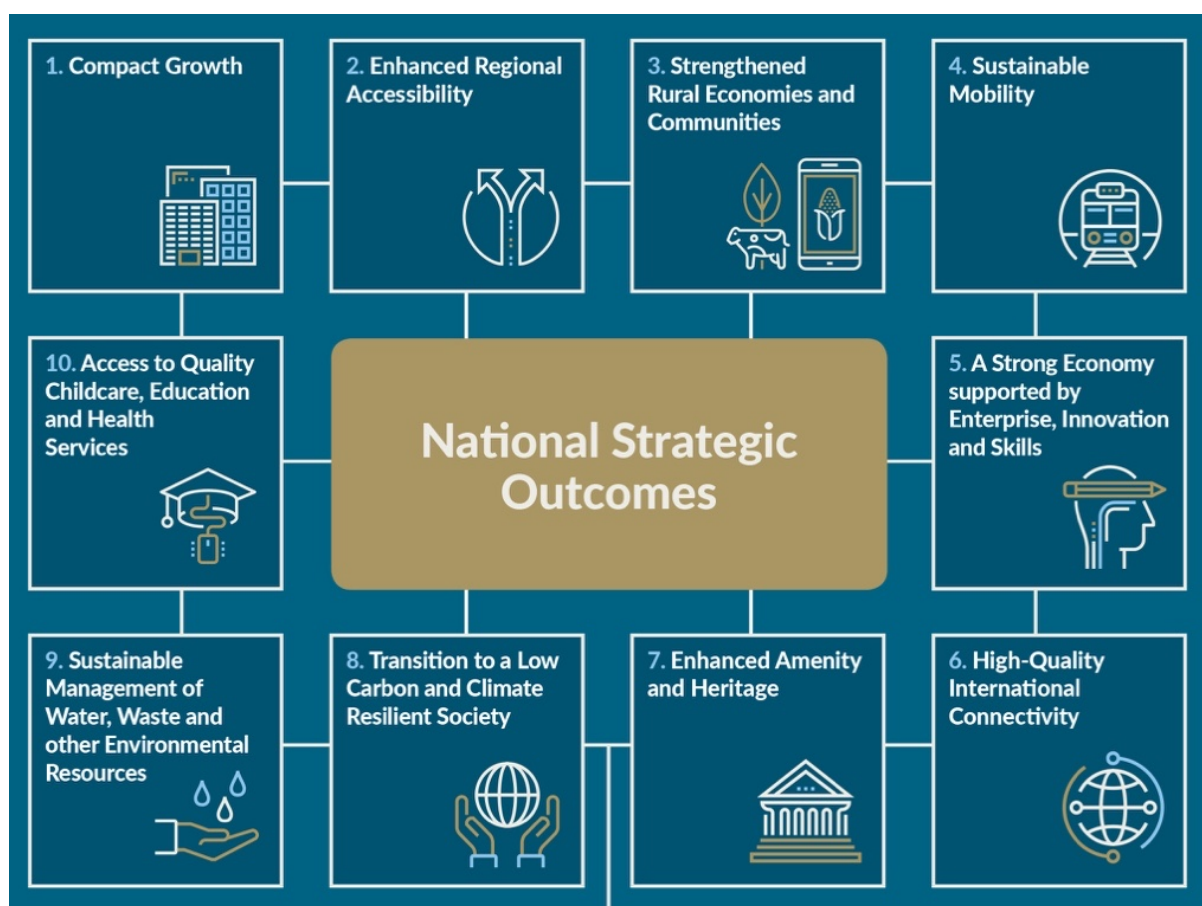 1. Compact Growth
2. Enhanced Regional
Accessibility
3. Strengthened
Rural Economies and
Communities
4. Sustainable
Mobility
10. Access to Quality
Childcare, Education
and Health
Services
National Strategic
Outcomes
5. A Strong Economy
supported by
Enterprise, Innovation
and Skills
9. Sustainable
Management of
Water, Waste and
other Environmental
Resources
8. Transition to a Low
Carbon and Climate
Resilient Society
7. Enhanced Amenity
and Heritage
6. High-Quality
International
Connectivity